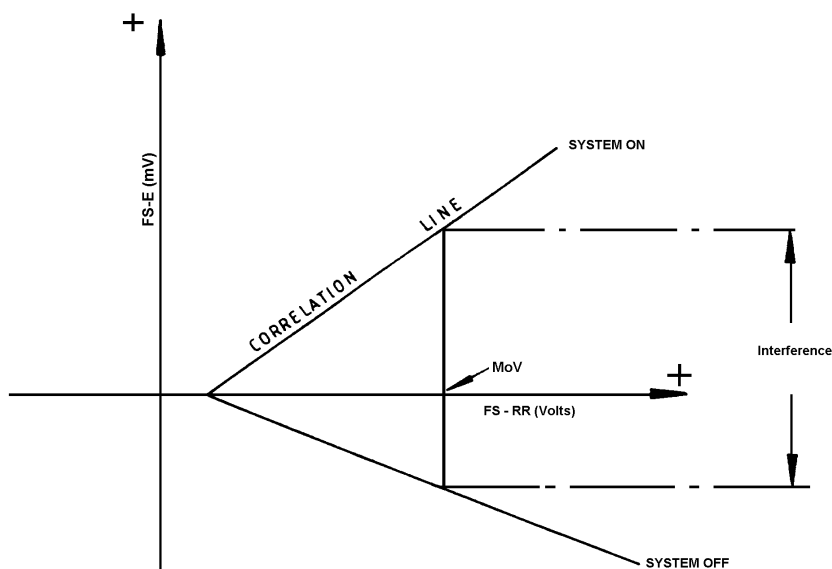 +
FS-E (mV)
SYSTEM ON
CORRELATION LINE
Interference
MoV
+
FS - RR (Volts)
SYSTEM OFF